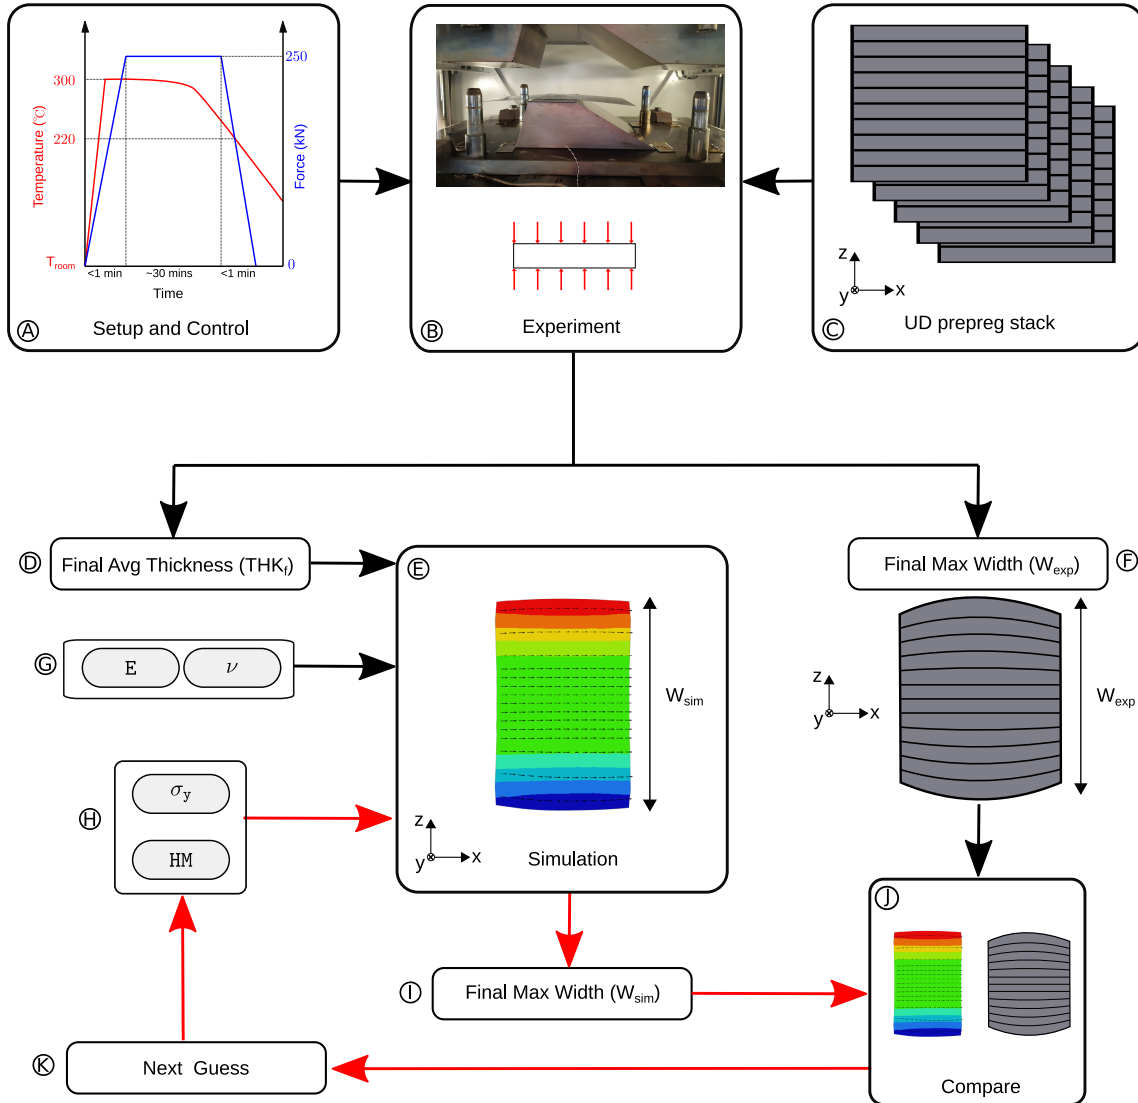 300
220
T_room
Temperature (℃)
250
0
Force (kN)
<1 min
~30 mins
<1 min
Time
Ⓐ
Setup and Control
Ⓑ
Experiment
z
y
x
Ⓒ
UD prepreg stack
Ⓓ
Final Avg Thickness (THK_f)
Ⓔ
W_sim
z
y
x
Simulation
Final Max Width (W_exp)
Ⓕ
z
y
x
W_exp
Ⓖ
E
ν
Ⓗ
σ_y
HM
Ⓘ
Final Max Width (W_sim)
Ⓙ
Compare
Ⓚ
Next Guess